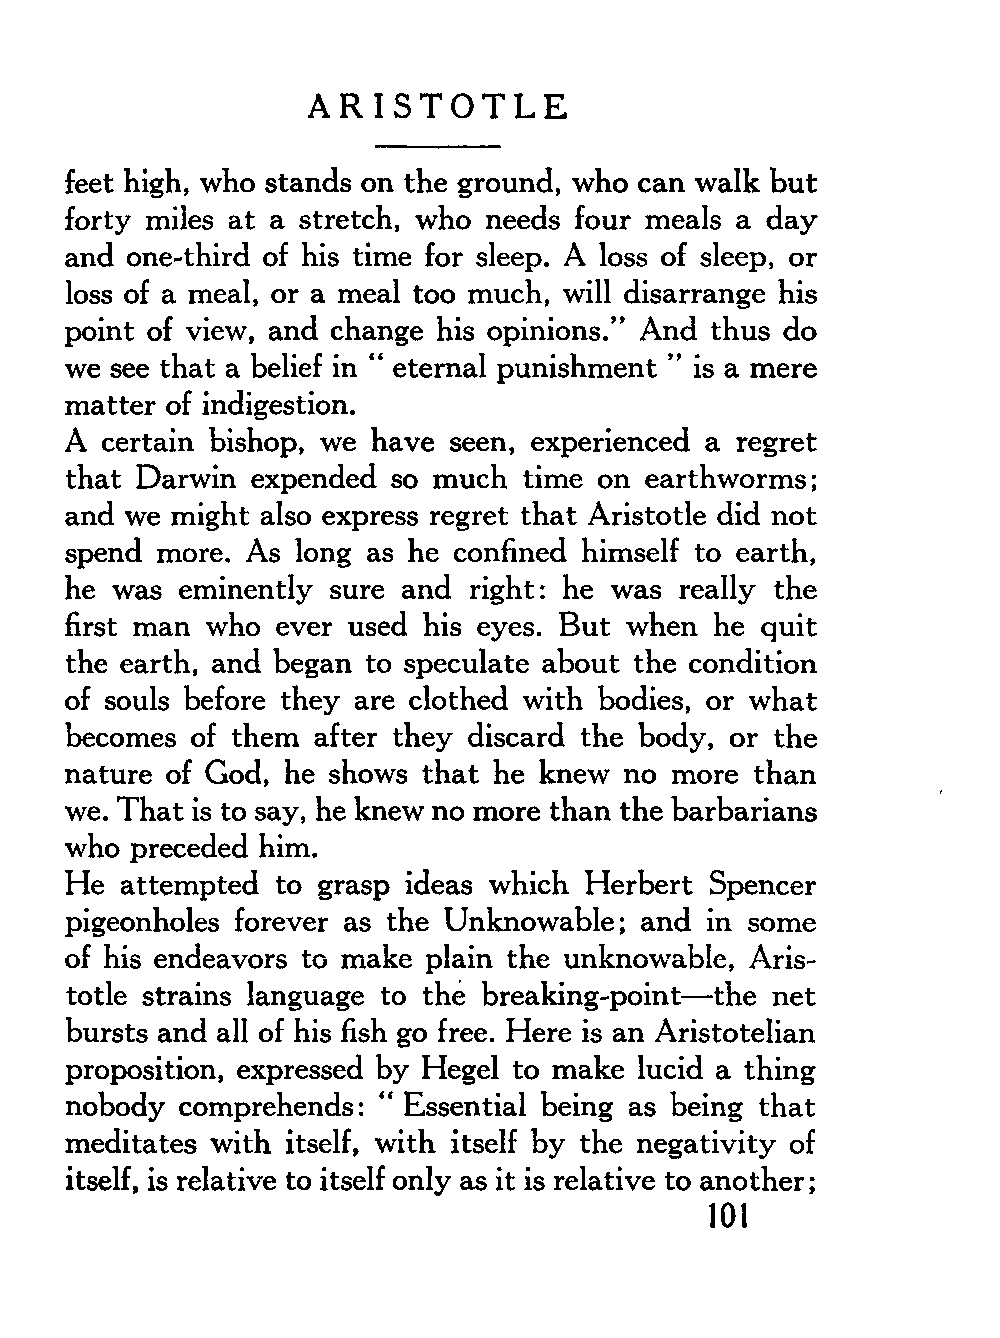 ARISTOTLE
feet high, who stands on the ground, who can walk but
forty miles at a stretch, who needs four meals a day
and one-third of his time for sleep. A loss of sleep, or
loss of a meal, or a meal too much, will disarrange his
point of view, and change his opinions.” And thus do
we see that a belief in “ eternal punishment ” is a mere
matter of indigestion.
A certain bishop, we have seen, experienced a regret
that Darwin expended so much time on earthworms;
and we might also express regret that Aristotle did not
spend more. As long as he confined himself to earth,
he was eminently sure and right: he was really the
first man who ever used his eyes. But when he quit
the earth, and began to speculate about the condition
of souls before they are clothed with bodies, or what
becomes of them after they discard the body, or the
nature of God, he shows that he knew no more than
we. That is to say, he knew no more than the barbarians
who preceded him.
He attempted to grasp ideas which Herbert Spencer
pigeonholes forever as the Unknowable; and in some
of his endeavors to make plain the unknowable, Aris-
totle strains language to the breaking-point—the net
bursts and all of his fish go free. Here is an Aristotelian
proposition, expressed by Hegel to make lucid a thing
nobody comprehends: “ Essential being as being that
meditates with itself, with itself by the negativity of
itself, is relative to itself only as it is relative to another;
101